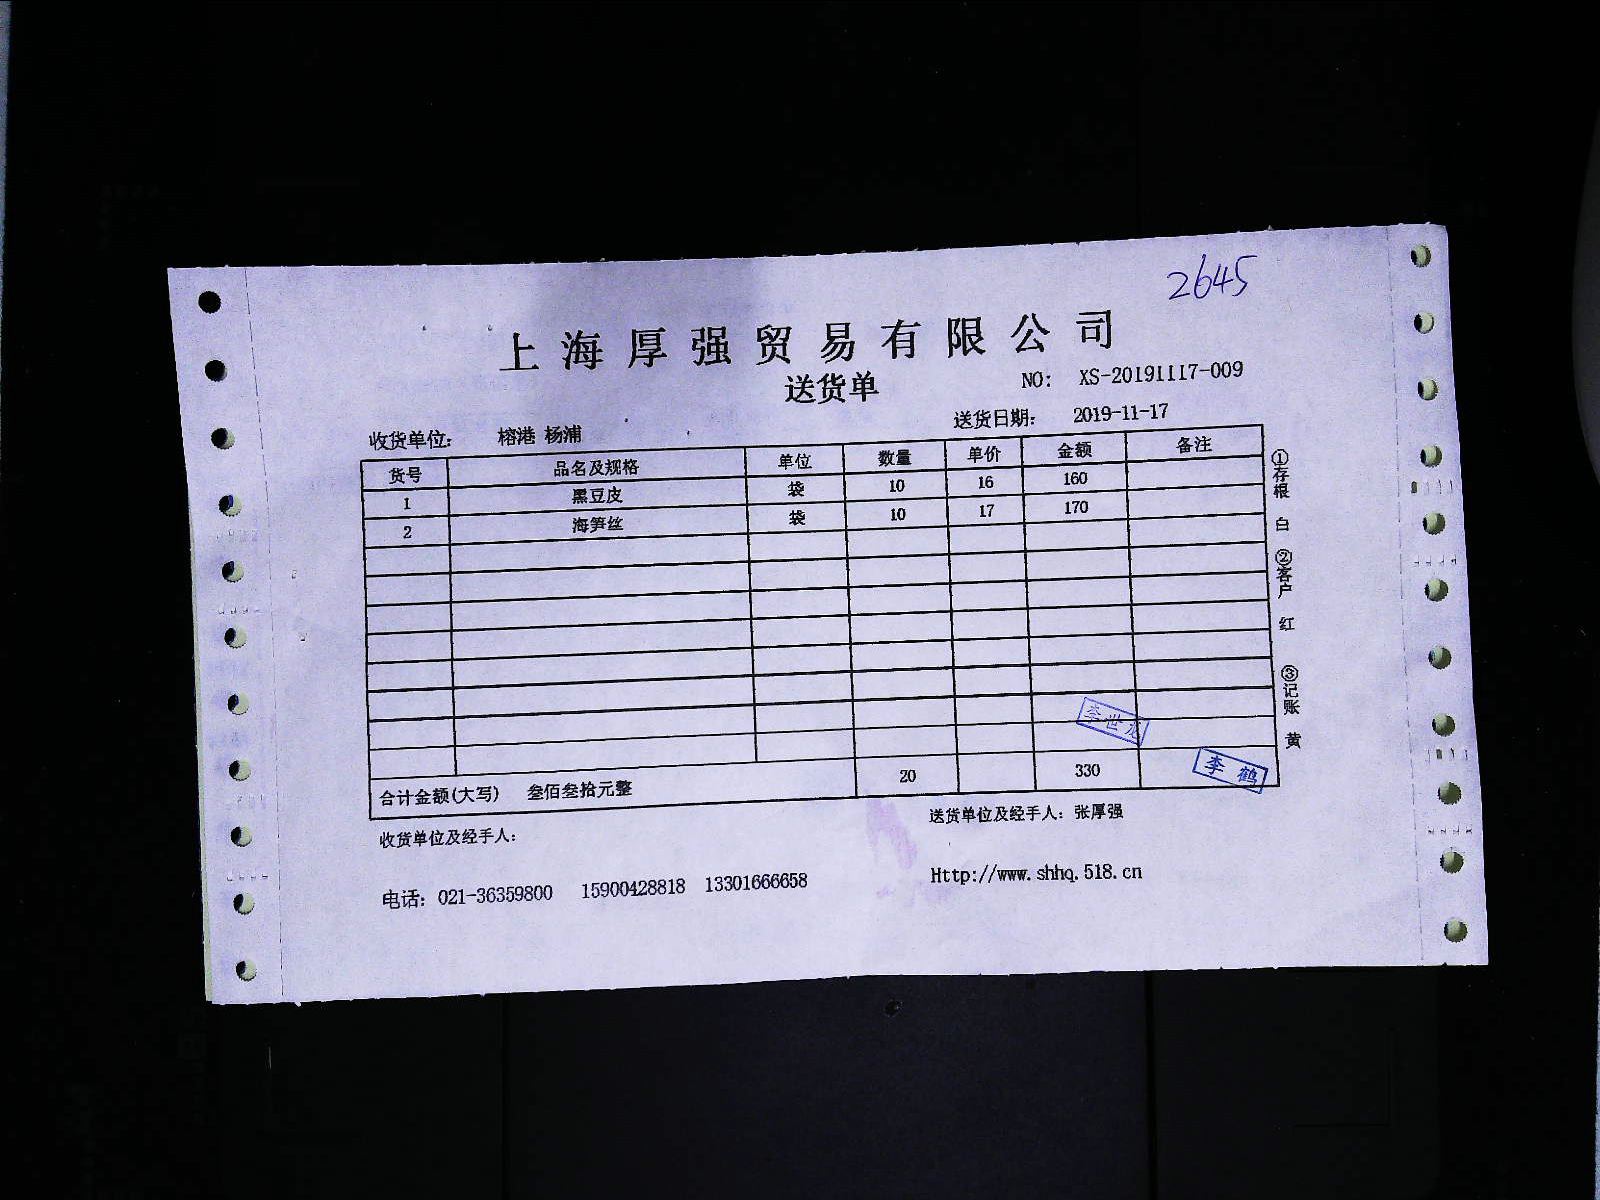 2645
上海厚强贸易有限公司
送货单
NO: XS-20191117-009
收货单位: 榕港 杨浦
送货日期: 2019-11-17
货号 品名及规格 单位 数量 单价 金额 备注
1 黑豆皮 袋 10 16 160
2 海笋丝 袋 10 17 170
李世龙
合计金额(大写) 叁佰叁拾元整 20 330
李鹤
收货单位及经手人:
送货单位及经手人: 张厚强
电话: 021-36359800 15900428818 13301666658
Http://www.shhq.518.cn
①存根 白 ②客户 红 ③记账 黄